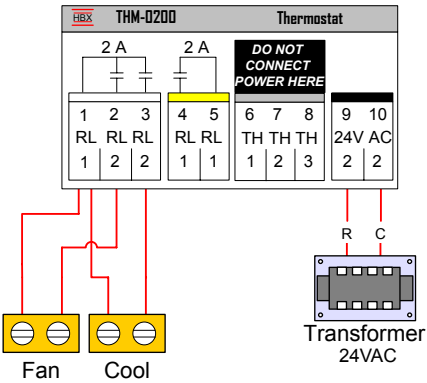 HBX THM-0200 Thermostat
2 A 2 A DO NOT
CONNECT
POWER HERE
1 2 3 4 5 6 7 8 9 10
RL RL RL RL RL TH TH TH 24V AC
1 2 2 1 1 1 2 3 2 2
R C
Transformer
24VAC
Fan Cool